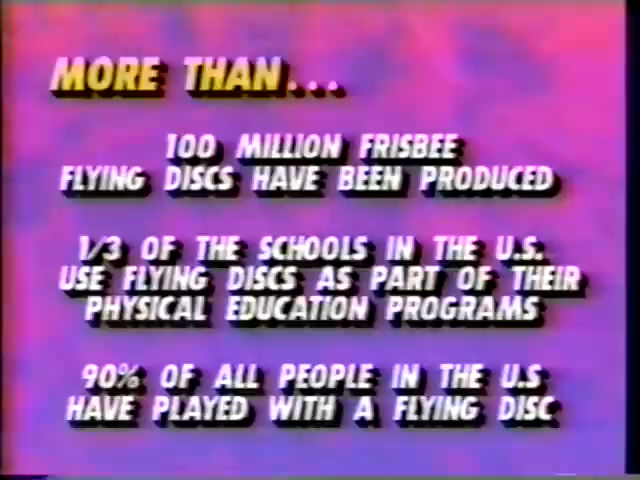 MORE THAN...
100 MILLION FRISBEE
FLYING DISCS HAVE BEEN PRODUCED
1/3 OF THE SCHOOLS IN THE U.S.
USE FLYING DISCS AS PART OF THEIR
PHYSICAL EDUCATION PROGRAMS
90% OF ALL PEOPLE IN THE U.S
HAVE PLAYED WITH A FLYING DISC